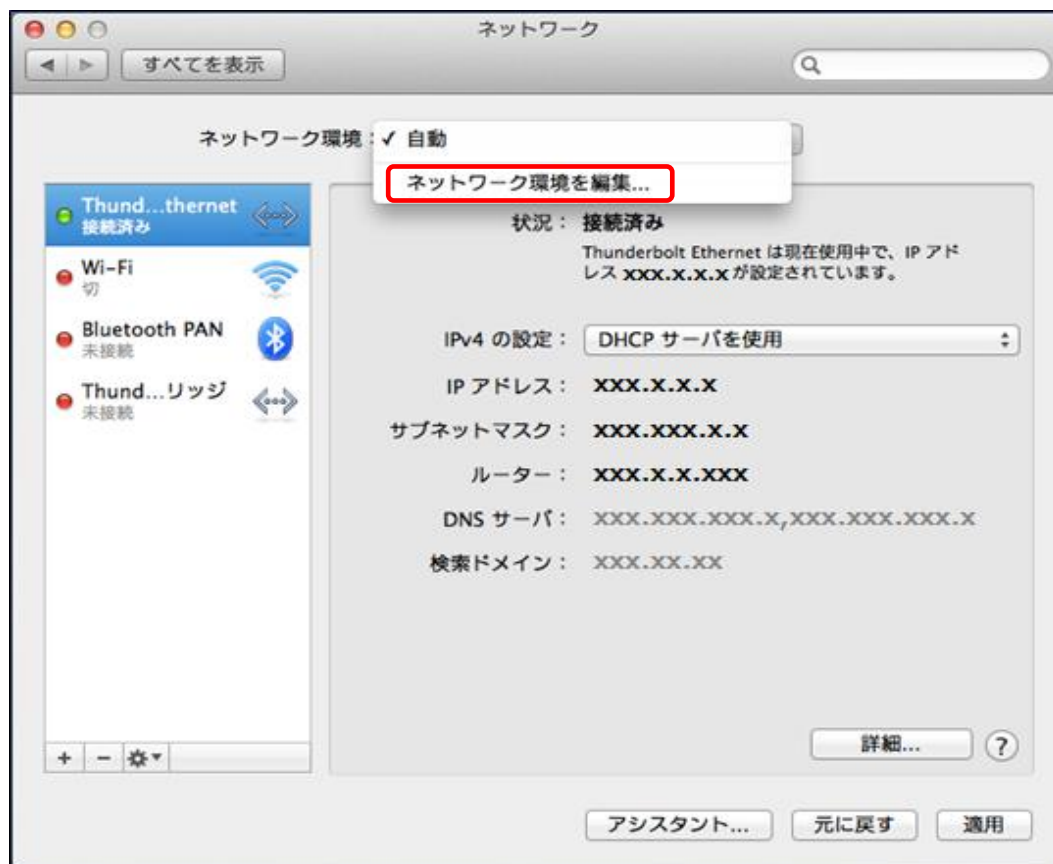 ネットワーク
すべてを表示
ネットワーク環境：✓ 自動
ネットワーク環境を編集...
Thund...thernet
接続済み
Wi-Fi
切
Bluetooth PAN
未接続
Thund...リッジ
未接続
状況： 接続済み
Thunderbolt Ethernet は現在使用中で、IP アド
レス XXX.X.X.X が設定されています。
IPv4 の設定： DHCP サーバを使用
IP アドレス： XXX.X.X.X
サブネットマスク： XXX.XXX.X.X
ルーター： XXX.X.X.XXX
DNS サーバ： XXX.XXX.XXX.X,XXX.XXX.XXX.X
検索ドメイン： XXX.XX.XX
詳細... ?
+ −
アシスタント... 元に戻す 適用